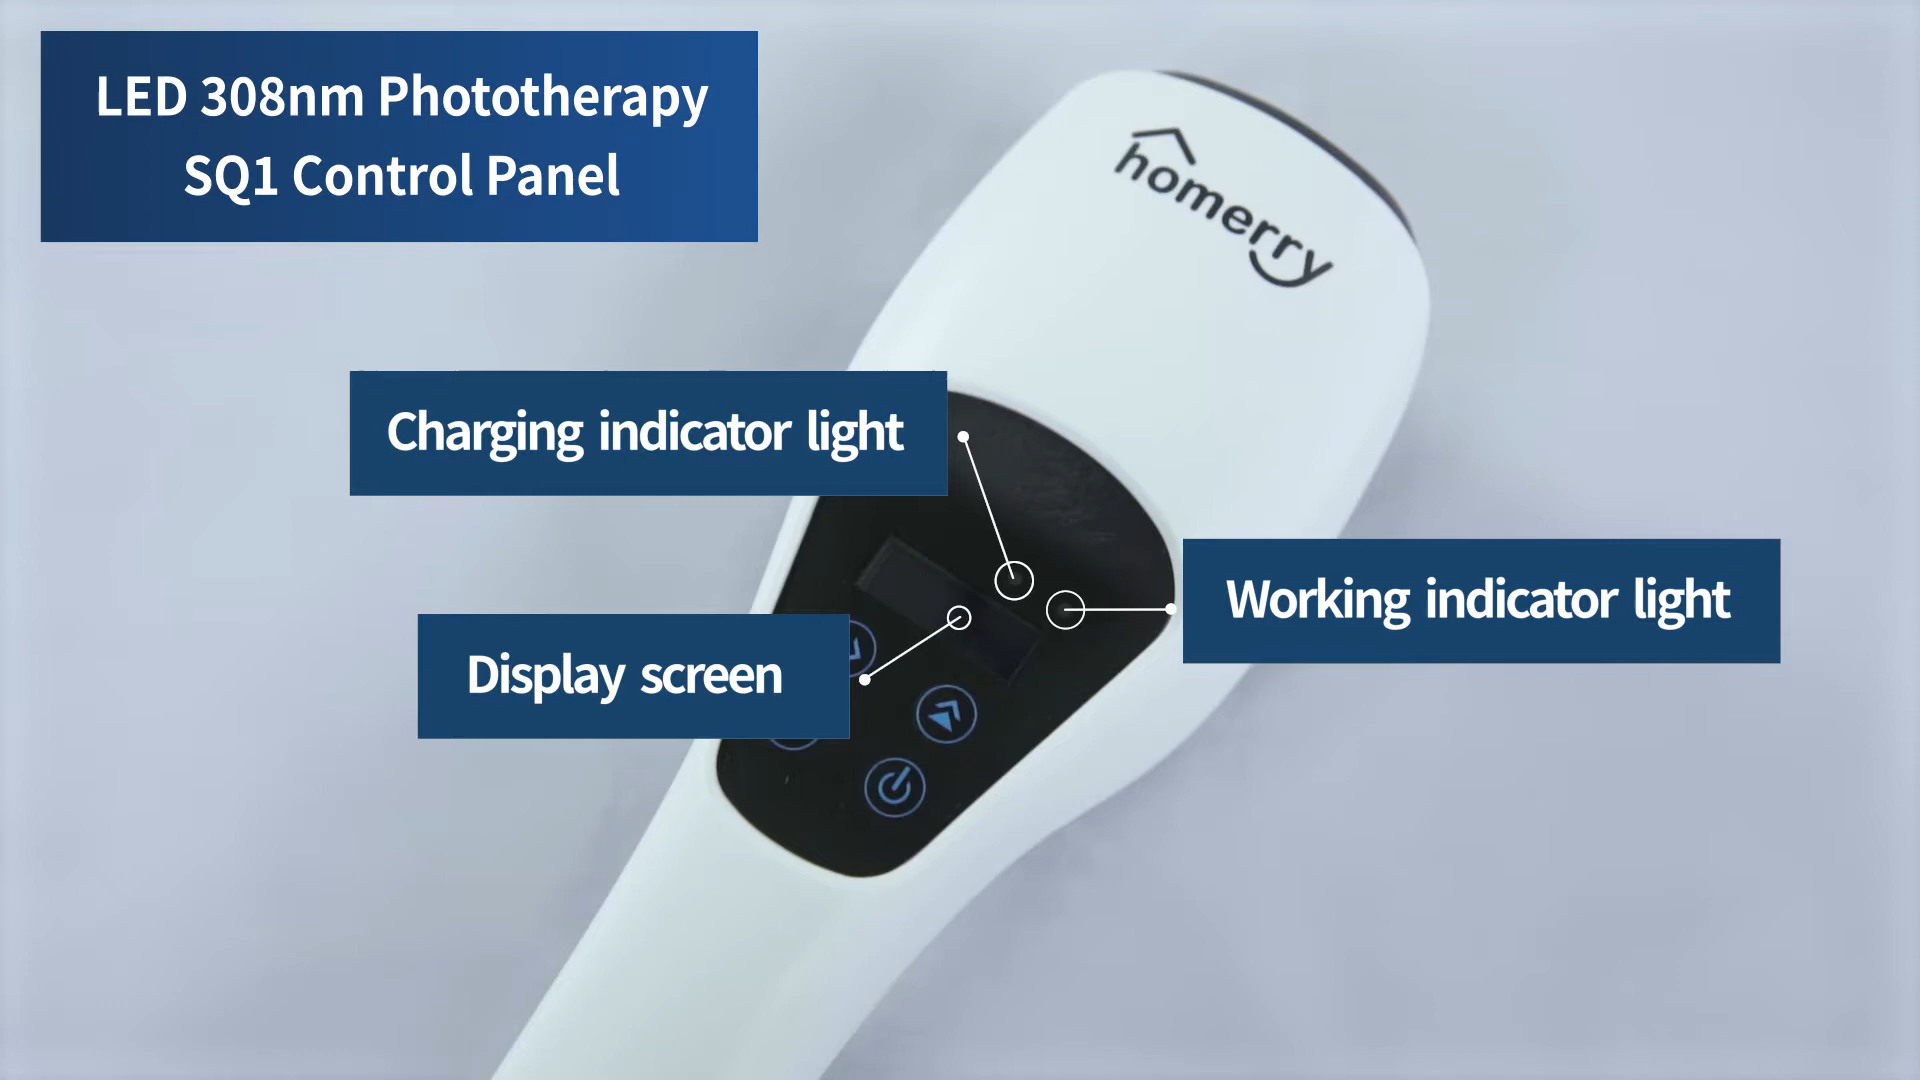 LED 308nm Phototherapy
SQ1 Control Panel
homerry
Charging indicator light
Working indicator light
Display screen